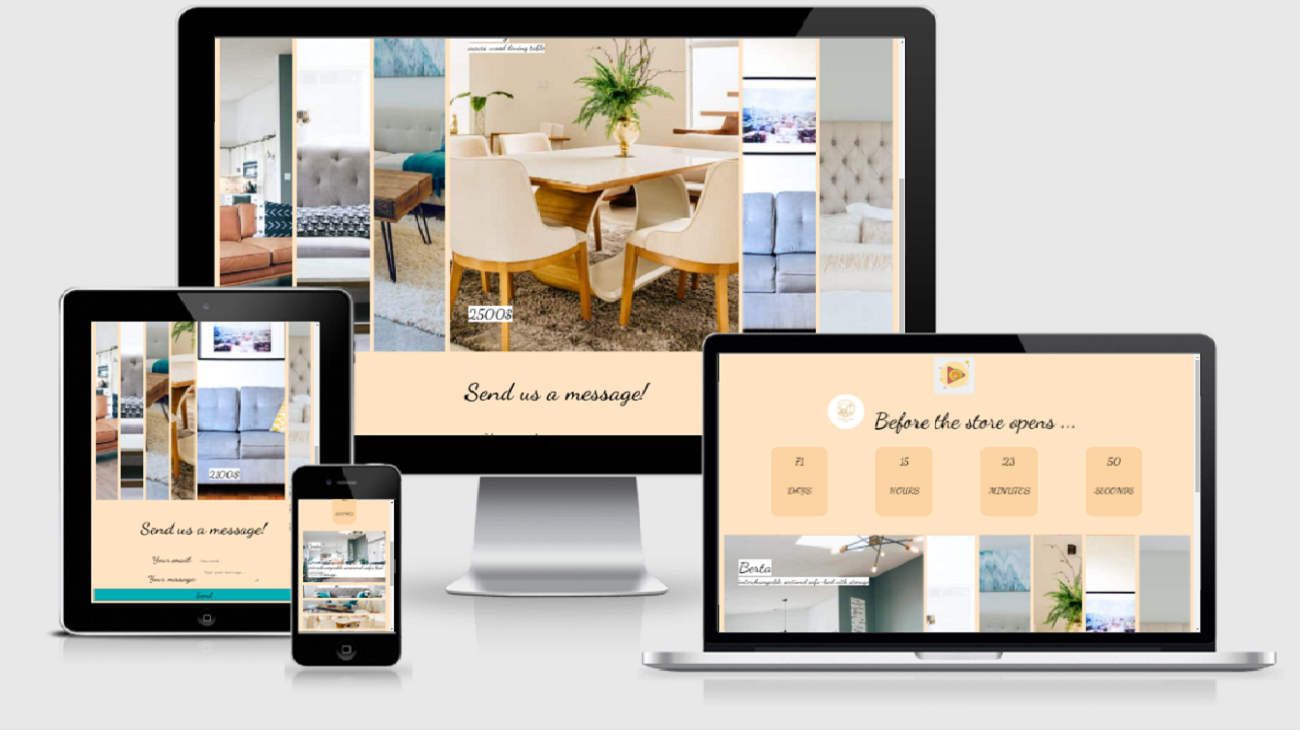 acacia wood dining table
2500$
Send us a message!
2100$
Send us a message!
Your email:
Your message:
Send
Before the store opens ...
71
15
23
50
DAYS
HOURS
MINUTES
SECONDS
Berta
interchangeable sectional sofa-bed with storage